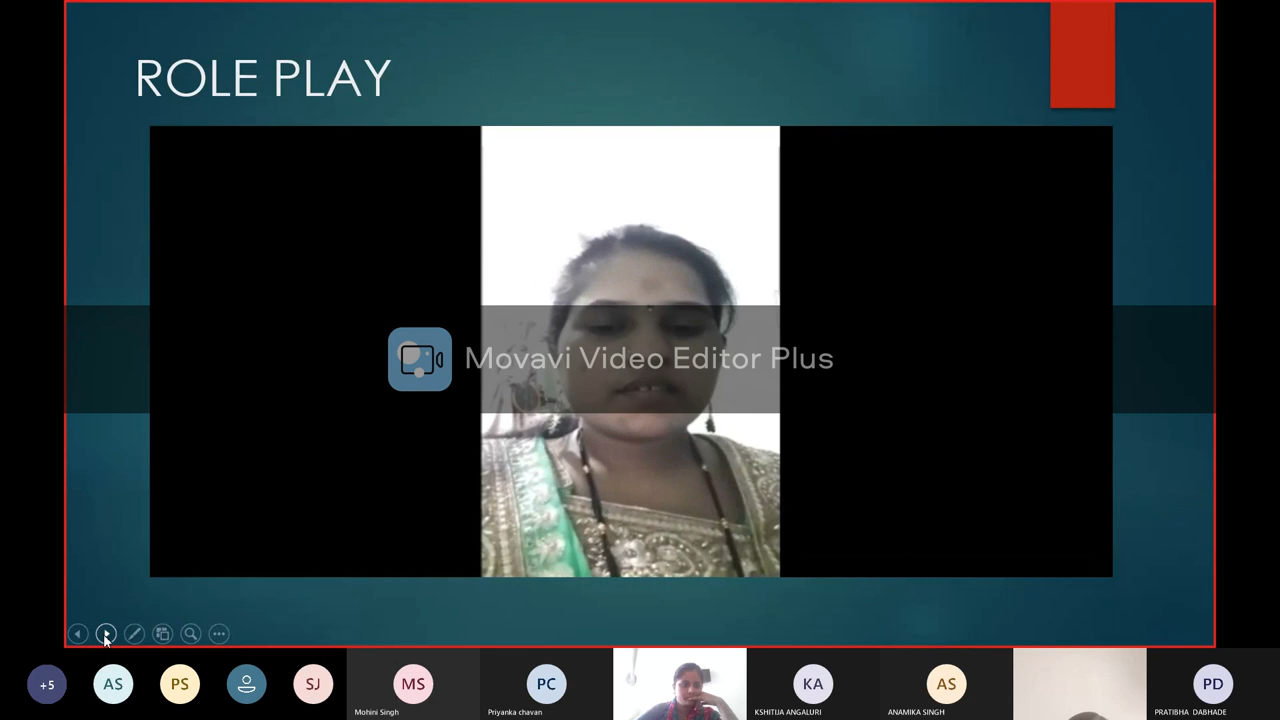 ROLE PLAY
Movavi Video Editor Plus
+5
AS
PS
SJ
MS
PC
KA
AS
PD
Mohini Singh
Priyanka chavan
KSHITIJA ANGALURI
ANAMIKA SINGH
PRATIBHA DABHADE